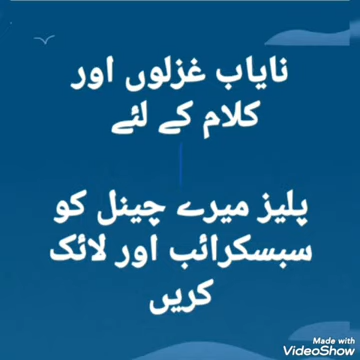 نایاب غزلوں اور
کلام کے لئے
پلیز میرے چینل کو
سبسکرائب اور لائک
کریں
Made with
VideoShow